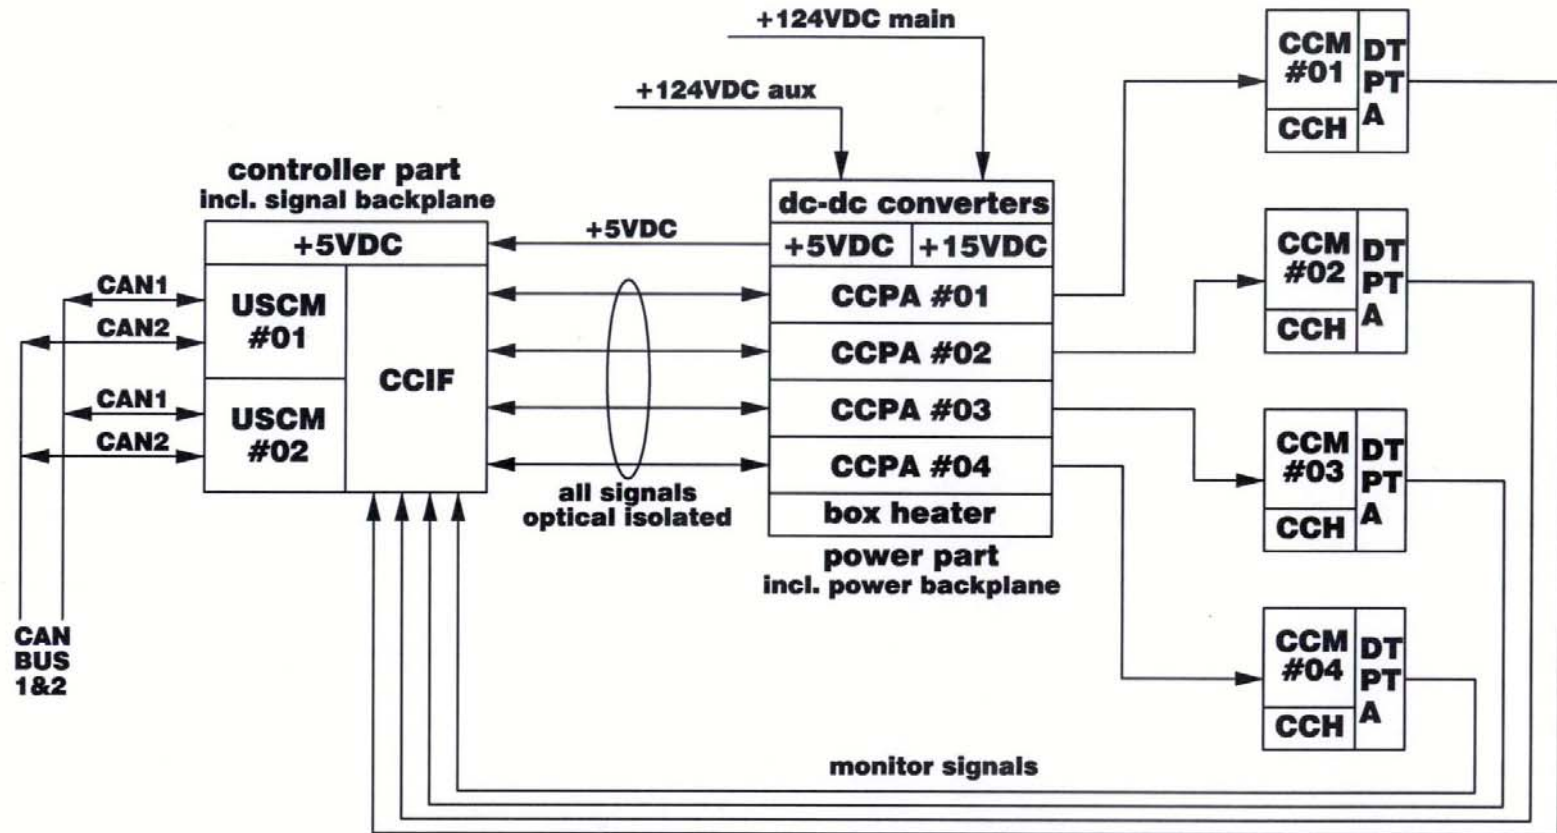 +124VDC main
+124VDC aux
controller part
incl. signal backplane
+5VDC
CAN1
CAN2
CAN1
CAN2
USCM
#01
USCM
#02
CCIF
CAN
BUS
1&2
+5VDC
all signals
optical isolated
dc-dc converters
+5VDC
+15VDC
CCPA #01
CCPA #02
CCPA #03
CCPA #04
box heater
power part
incl. power backplane
CCM
#01
CCH
DT
PT
A
CCM
#02
CCH
DT
PT
A
CCM
#03
CCH
DT
PT
A
CCM
#04
CCH
DT
PT
A
monitor signals